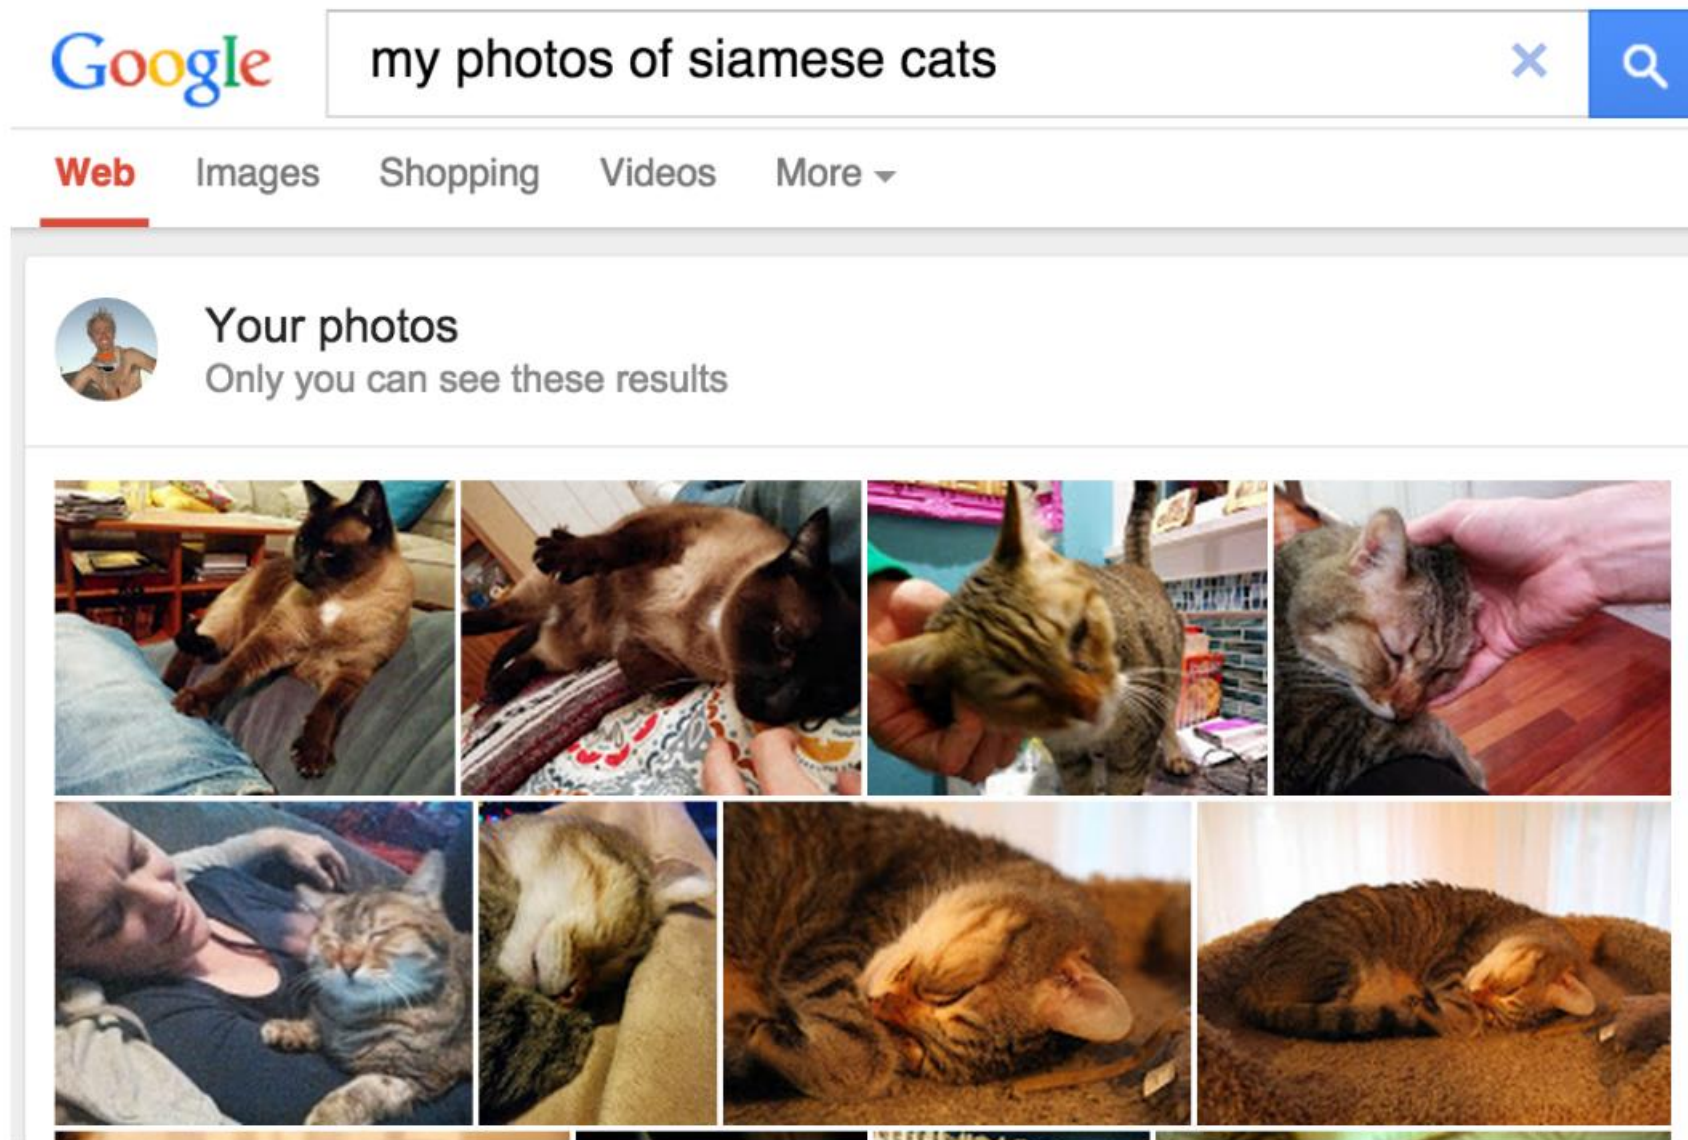 Google
my photos of siamese cats
Web Images Shopping Videos More
Your photos
Only you can see these results